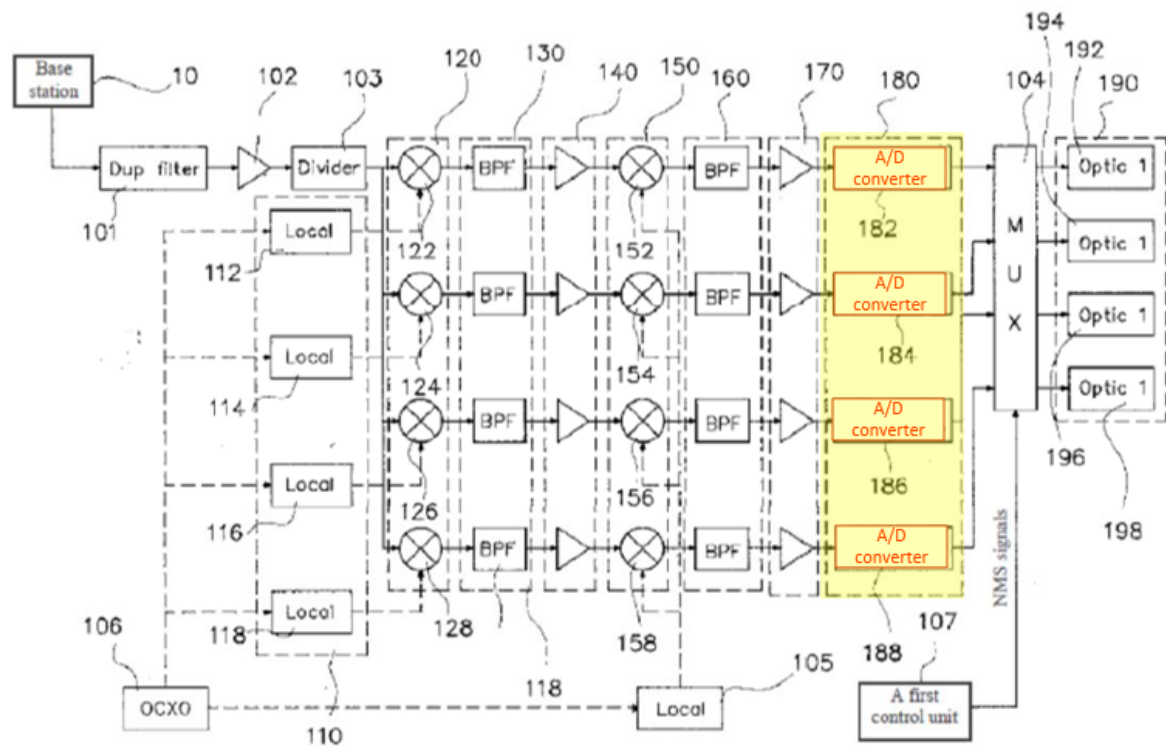 194
120 130 140 150 160 170 180 104 192 190
10
Base
station
102 103
Dup filter
Divider
BPF
BPF
A/D
converter
Optic 1
101
Local
122
152
182
M
112
Optic 1
BPF
BPF
A/D
converter
U
184
X
Optic 1
Local
124
154
114
BPF
BPF
A/D
converter
Optic 1
196
Local
126
156
186
116
198
BPF
BPF
A/D
converter
NMS signals
Local
118
128
158
188
106
107
105
118
OCXO
110
Local
A first
control unit